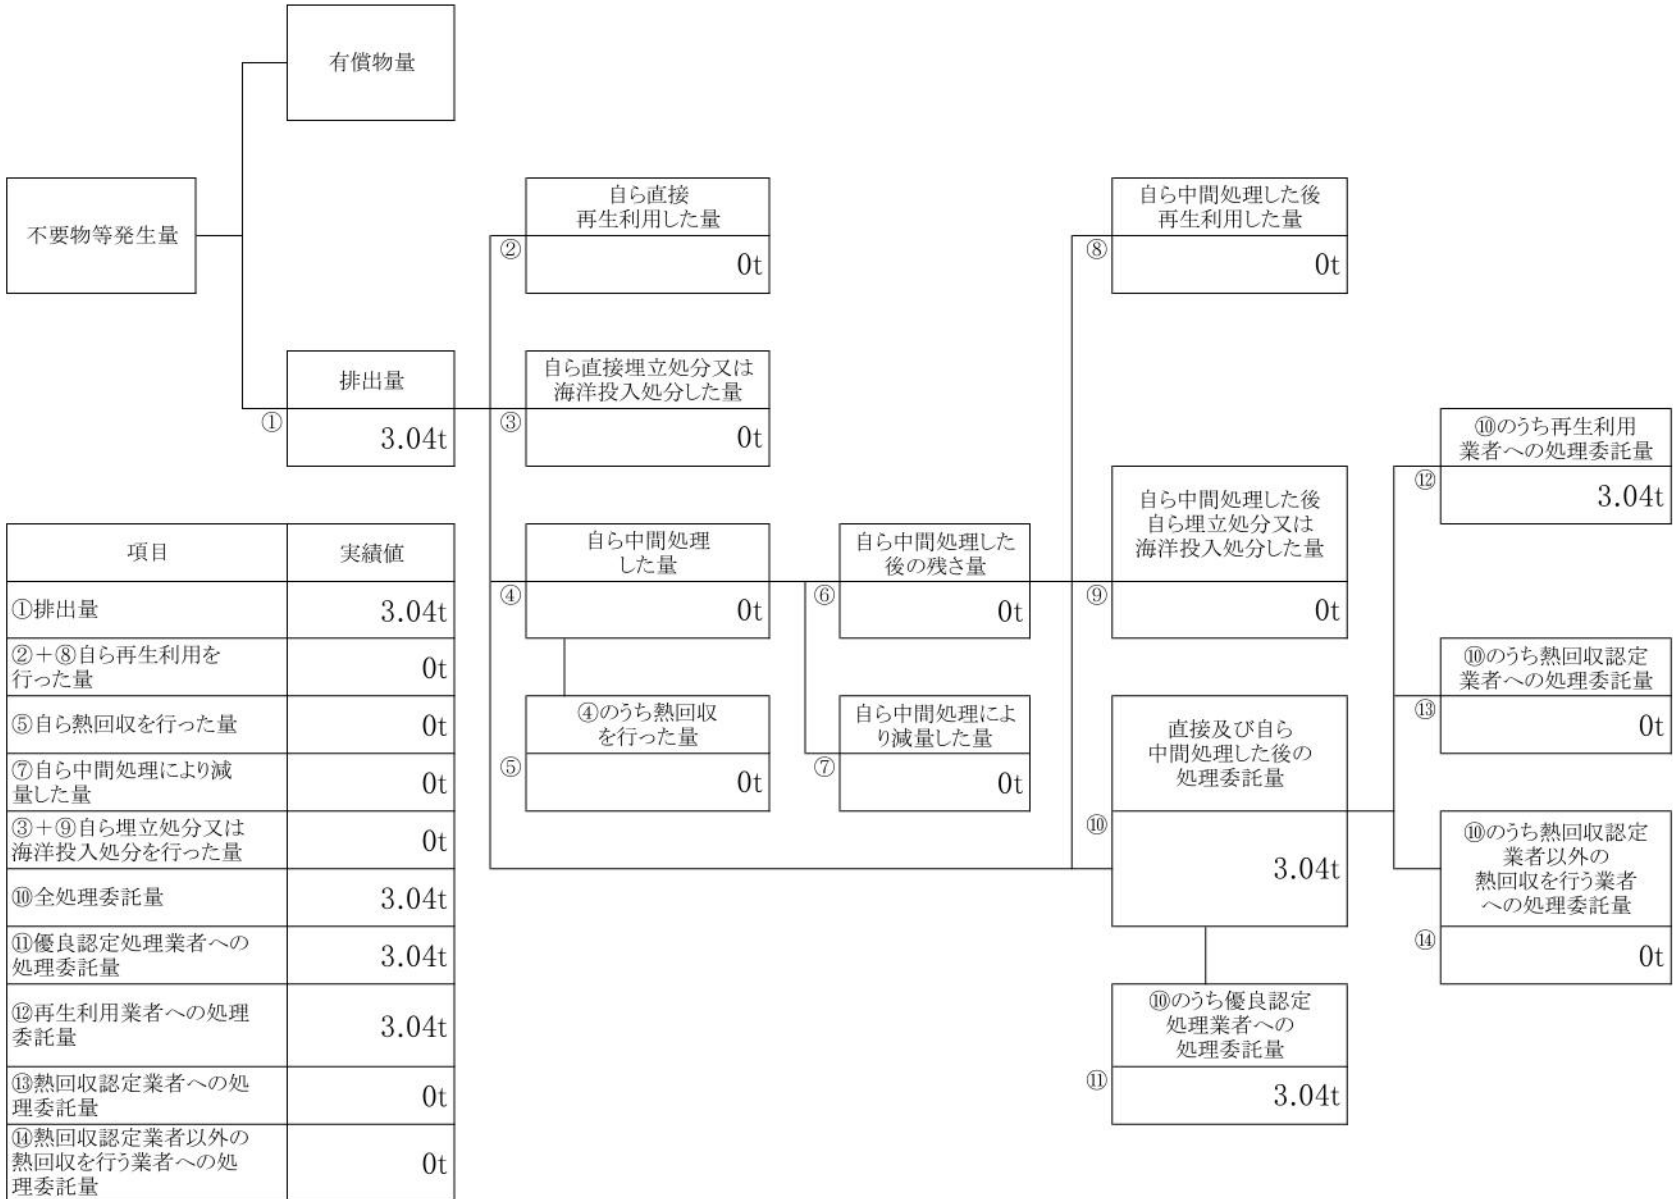 有償物量
不要物等発生量
自ら直接
再生利用した量
②
0t
自ら中間処理した後
再生利用した量
⑧
0t
排出量
①
3.04t
自ら直接埋立処分又は
海洋投入処分した量
③
0t
⑩のうち再生利用
業者への処理委託量
⑫
3.04t
自ら中間処理
した量
④
0t
自ら中間処理した
後の残さ量
⑥
0t
自ら中間処理した後
自ら埋立処分又は
海洋投入処分した量
⑨
0t
⑩のうち熱回収認定
業者への処理委託量
⑬
0t
④のうち熱回収
を行った量
⑤
0t
自ら中間処理によ
り減量した量
⑦
0t
直接及び自ら
中間処理した後の
処理委託量
⑩
3.04t
⑩のうち熱回収認定
業者以外の
熱回収を行う業者
への処理委託量
⑭
0t
⑩のうち優良認定
処理業者への
処理委託量
⑪
3.04t
項目 実績値
①排出量 3.04t
②+⑧自ら再生利用を
行った量 0t
⑤自ら熱回収を行った量 0t
⑦自ら中間処理により減
量した量 0t
③+⑨自ら埋立処分又は
海洋投入処分を行った量 0t
⑩全処理委託量 3.04t
⑪優良認定処理業者への
処理委託量 3.04t
⑫再生利用業者への処理
委託量 3.04t
⑬熱回収認定業者への処
理委託量 0t
⑭熱回収認定業者以外の
熱回収を行う業者への処
理委託量 0t